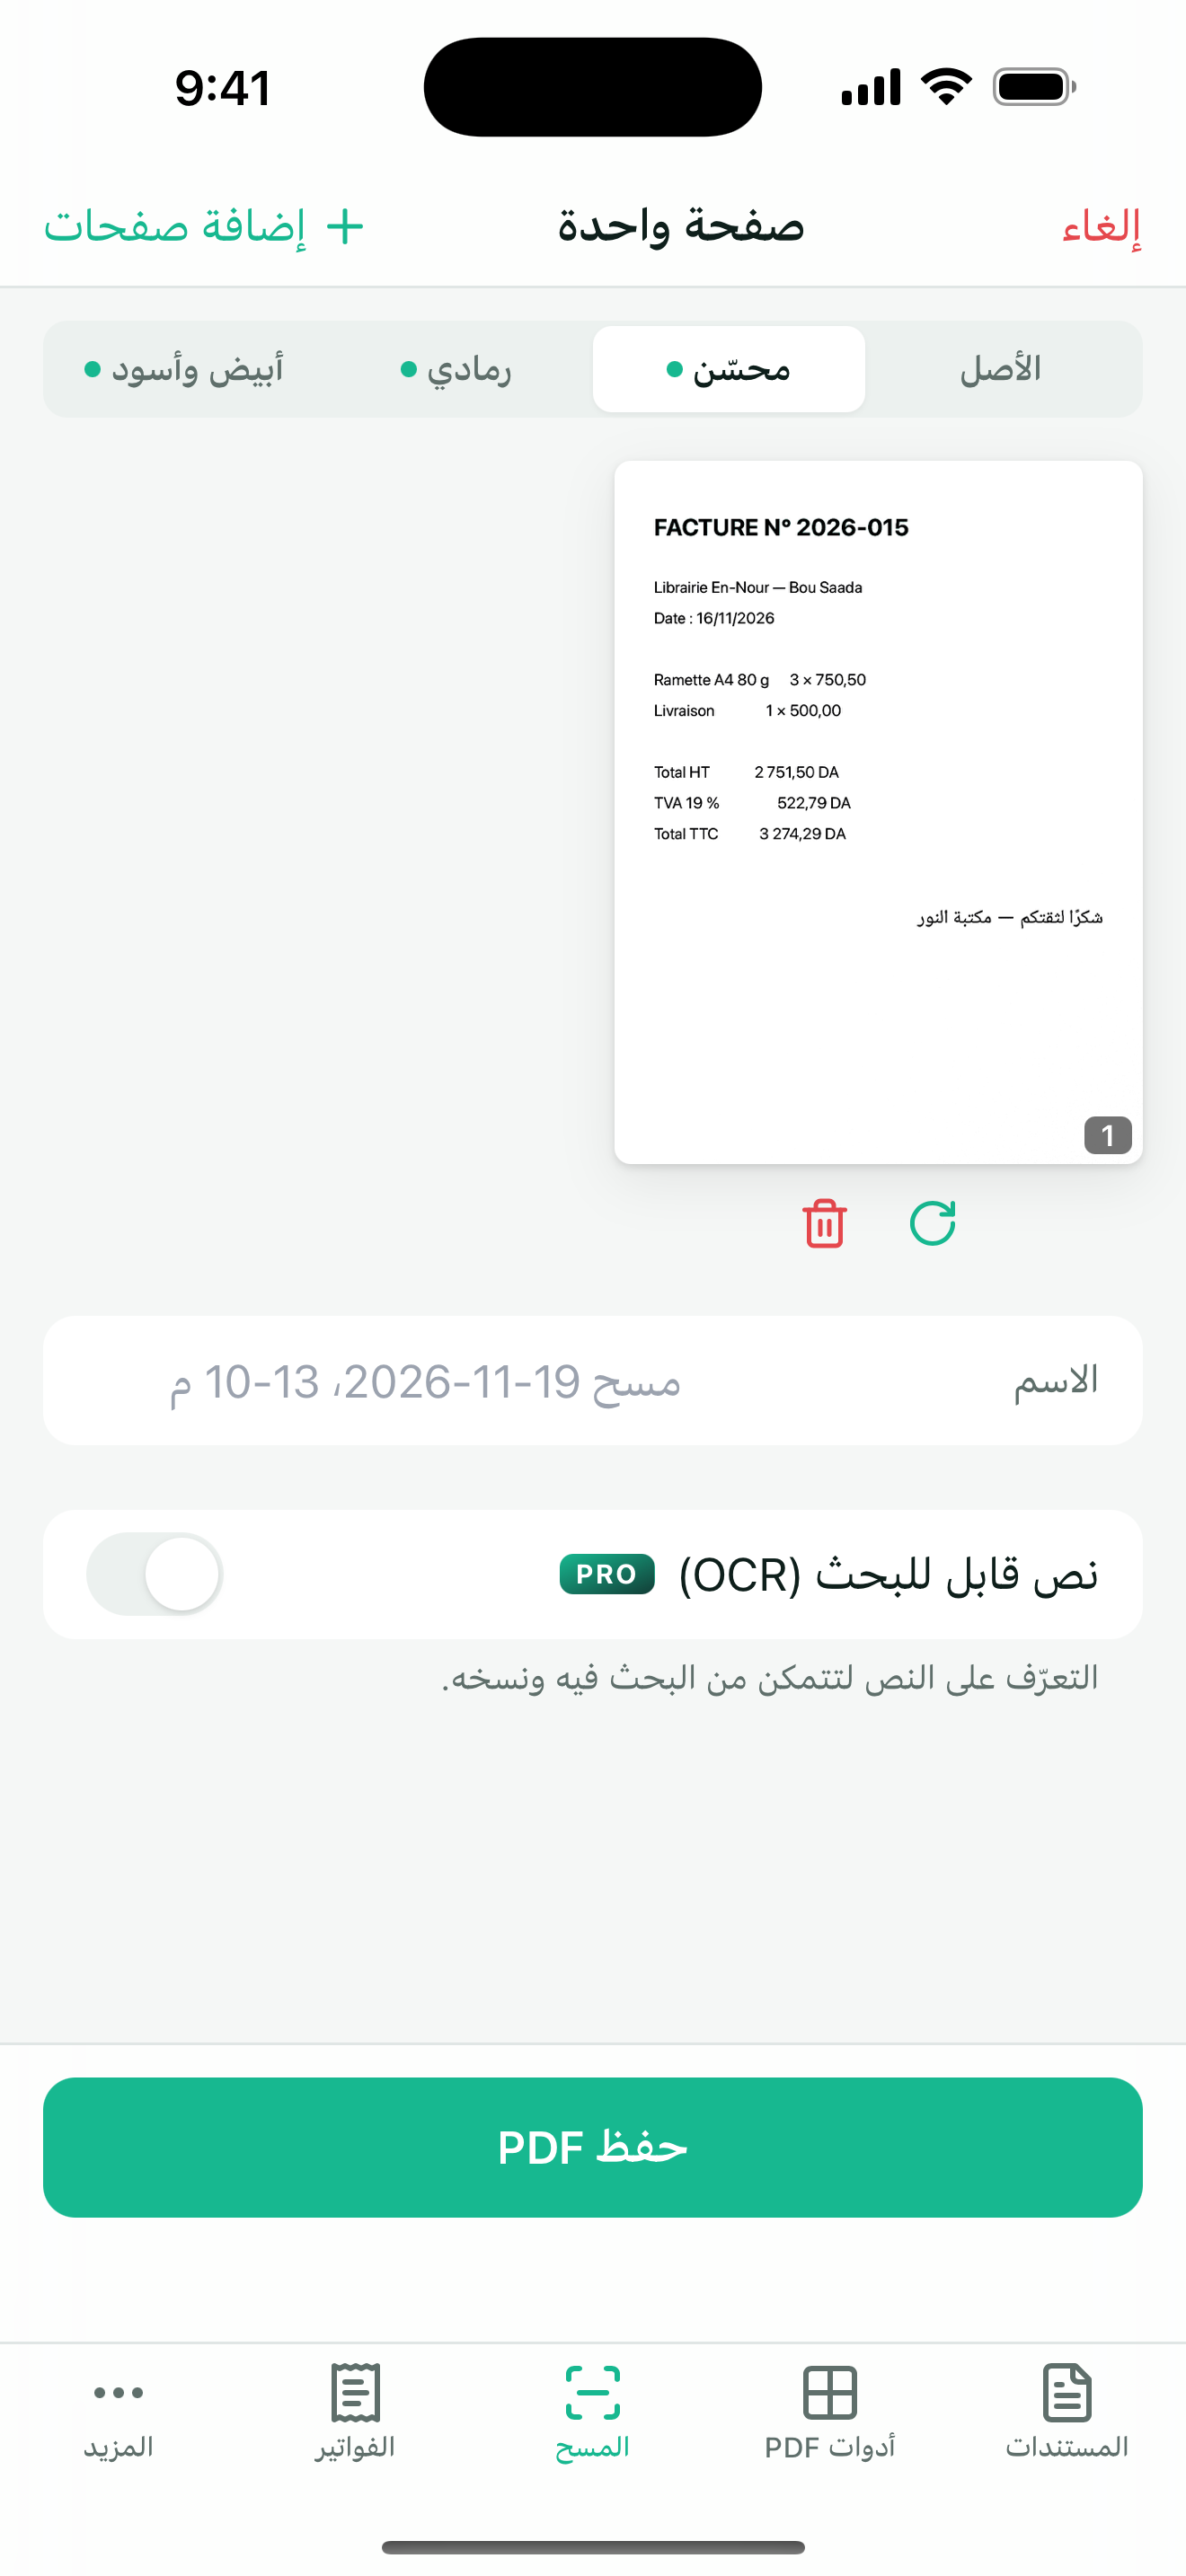 9:41
إلغاء
صفحة واحدة
+ إضافة صفحات
الأصل
محسّن
رمادي
أبيض وأسود
FACTURE N° 2026-015
Librairie En-Nour — Bou Saada
Date : 16/11/2026
Ramette A4 80 g 3 × 750,50
Livraison 1 × 500,00
Total HT 2 751,50 DA
TVA 19 % 522,79 DA
Total TTC 3 274,29 DA
شكرًا لثقتكم — مكتبة النور
1
الاسم
مسح 19-11-2026، 13-10 م
نص قابل للبحث (OCR) PRO
التعرّف على النص لتتمكن من البحث فيه ونسخه.
حفظ PDF
المستندات
أدوات PDF
المسح
الفواتير
المزيد